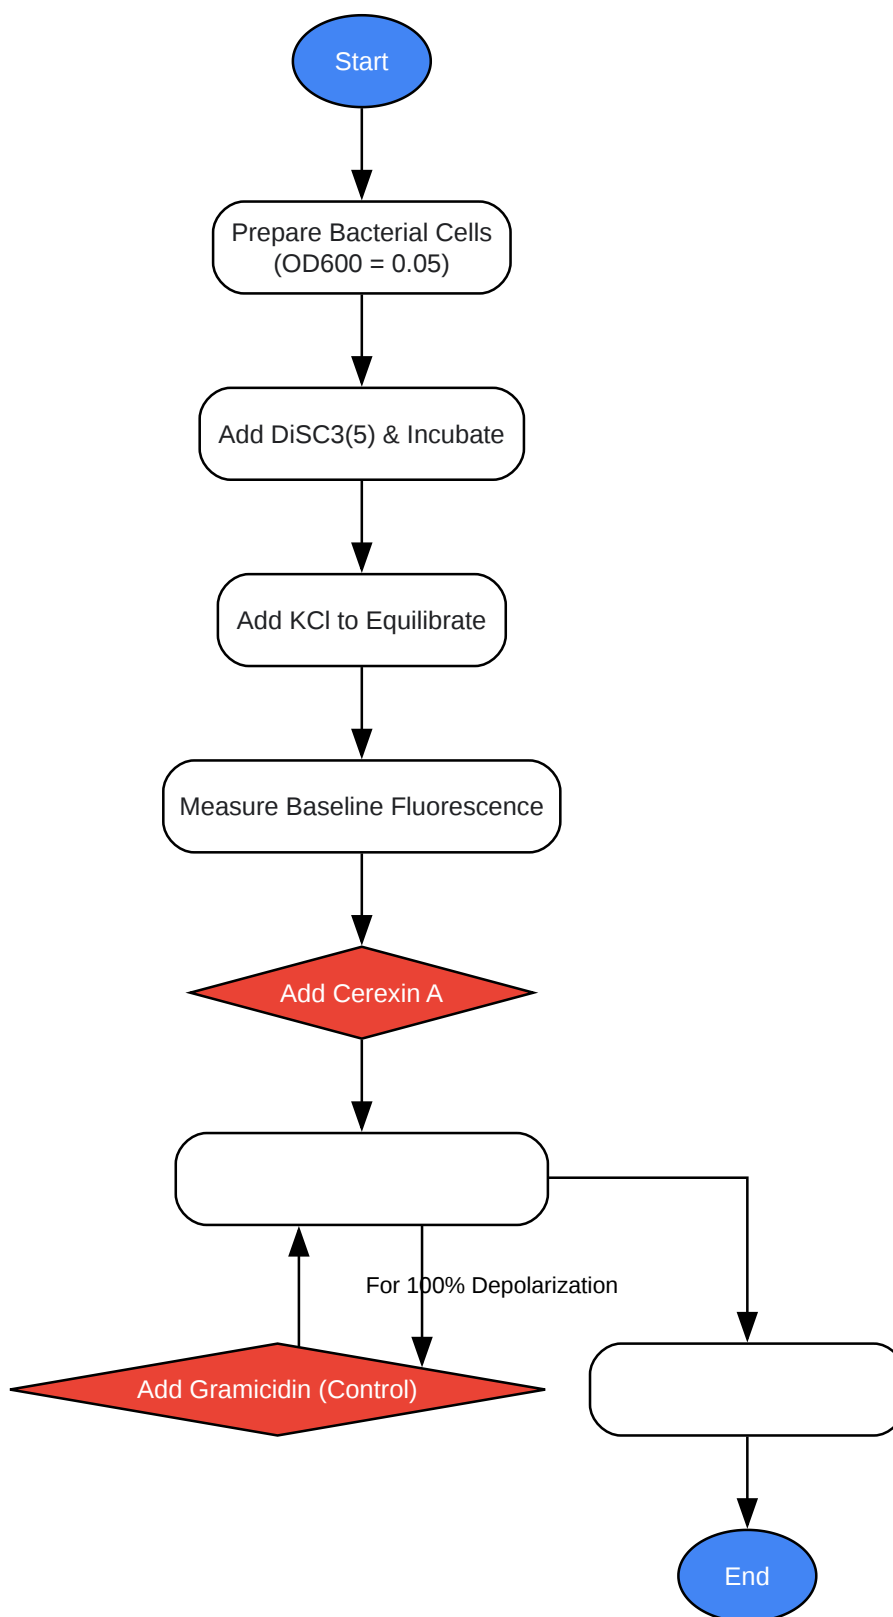 Start
Prepare Bacterial Cells
(OD600 = 0.05)
Add DiSC3(5) & Incubate
Add KCl to Equilibrate
Measure Baseline Fluorescence
Add Cerexin A
For 100% Depolarization
Add Gramicidin (Control)
End